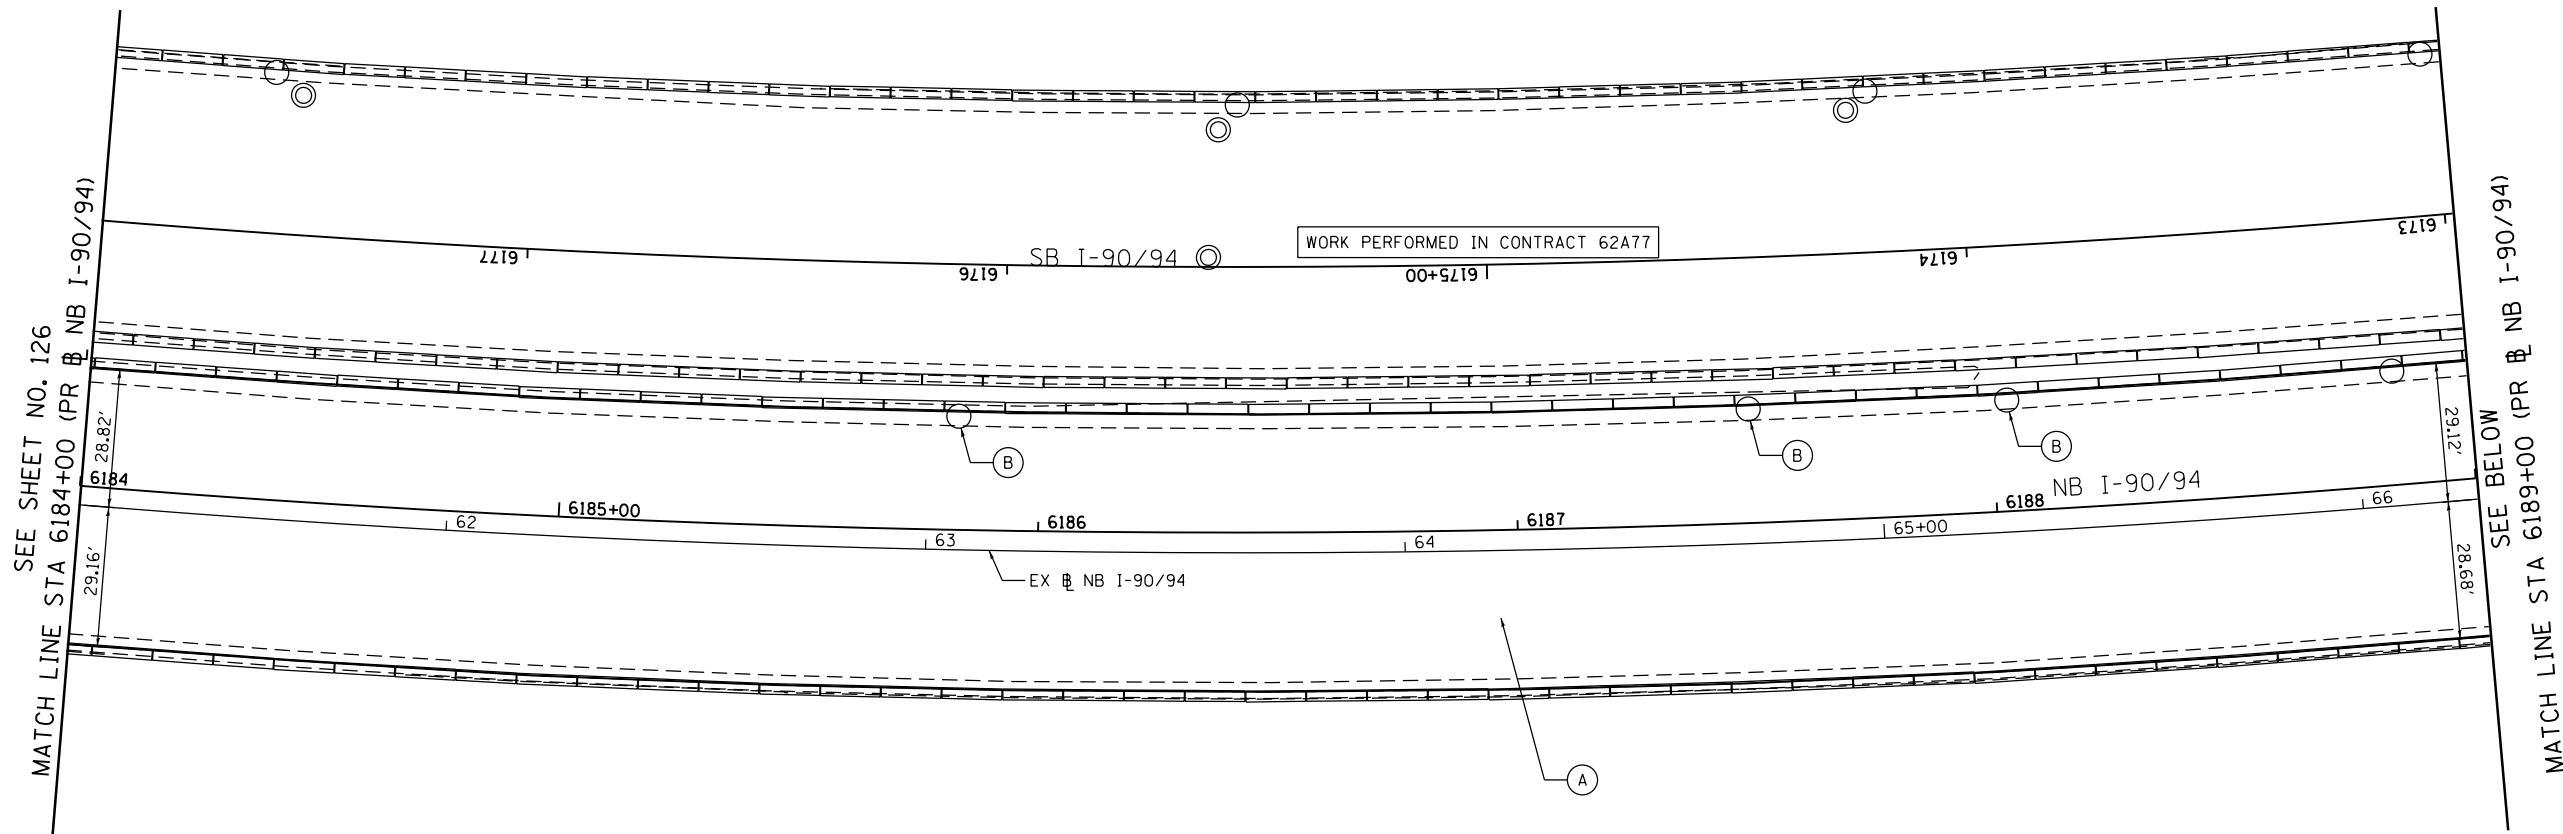 SEE SHEET NO. 126
MATCH LINE STA 6184+00 (PR ⅊ NB I-90/94)
6177
6176
SB I-90/94
WORK PERFORMED IN CONTRACT 62A77
6175+00
6174
6173
28.82'
29.16'
B
B
B
NB I-90/94
6184
6185+00
6186
6187
6188
62
63
64
65+00
66
EX ⅊ NB I-90/94
A
29.12'
28.68'
SEE BELOW
MATCH LINE STA 6189+00 (PR ⅊ NB I-90/94)